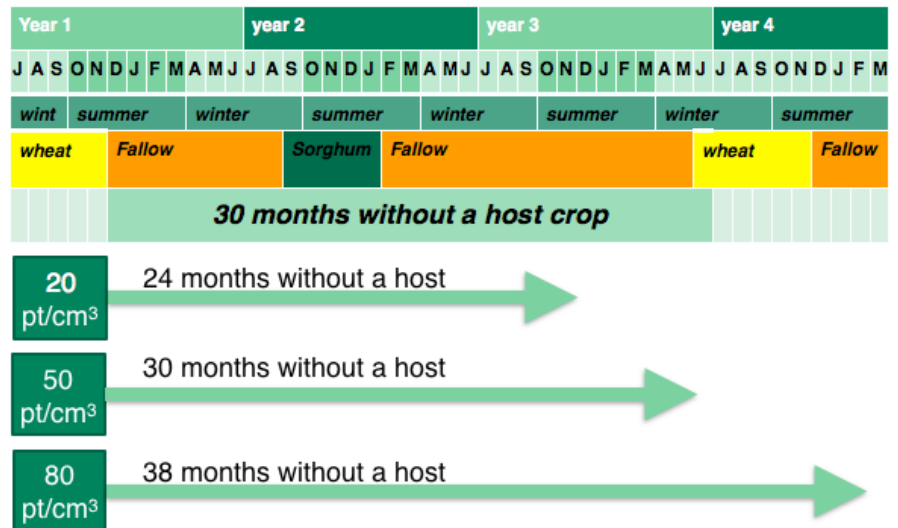 Year 1 year 2 year 3 year 4
J A S O N D J F M A M J J A S O N D J F M A M J J A S O N D J F M A M J J A S O N D J F M
wint summer winter summer winter summer winter summer
wheat Fallow Sorghum Fallow wheat Fallow
30 months without a host crop
20
pt/cm³
24 months without a host
50
pt/cm³
30 months without a host
80
pt/cm³
38 months without a host